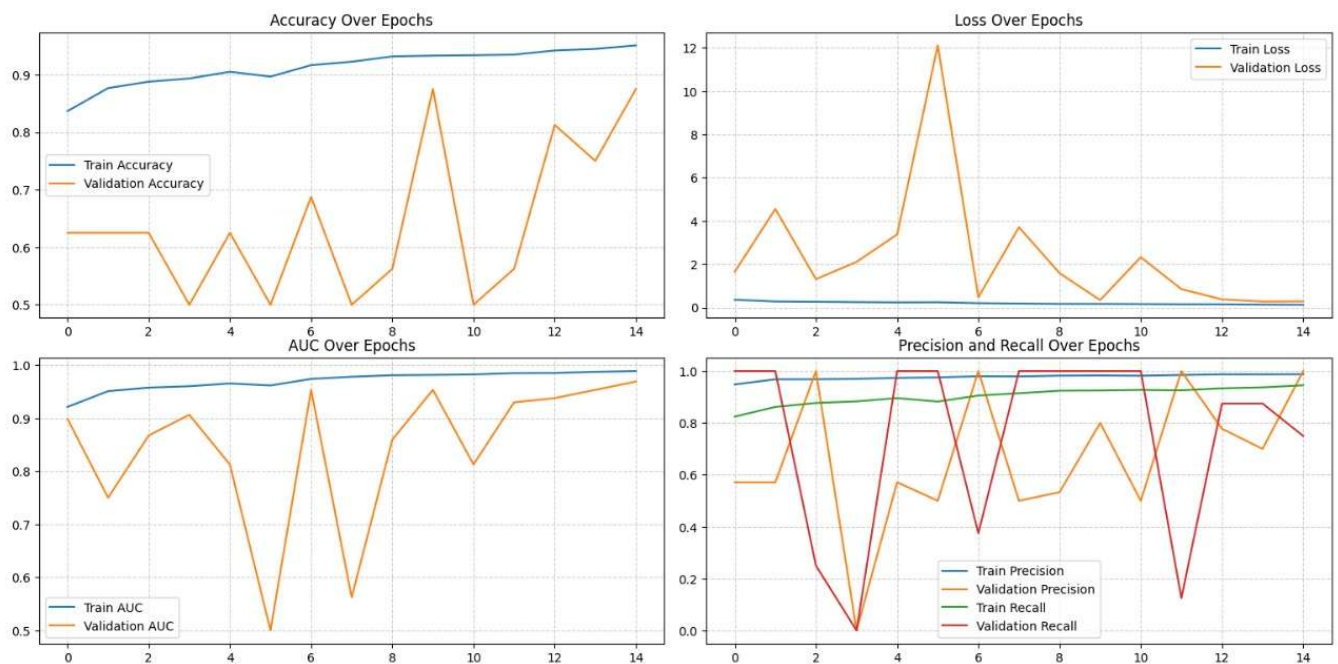 Accuracy Over Epochs
0.9
0.8
0.7
0.6
0.5
Train Accuracy
Validation Accuracy
0 2 4 6 8 10 12 14
Loss Over Epochs
12
10
8
6
4
2
0
Train Loss
Validation Loss
0 2 4 6 8 10 12 14
AUC Over Epochs
1.0
0.9
0.8
0.7
0.6
0.5
Train AUC
Validation AUC
0 2 4 6 8 10 12 14
Precision and Recall Over Epochs
1.0
0.8
0.6
0.4
0.2
0.0
Train Precision
Validation Precision
Train Recall
Validation Recall
0 2 4 6 8 10 12 14